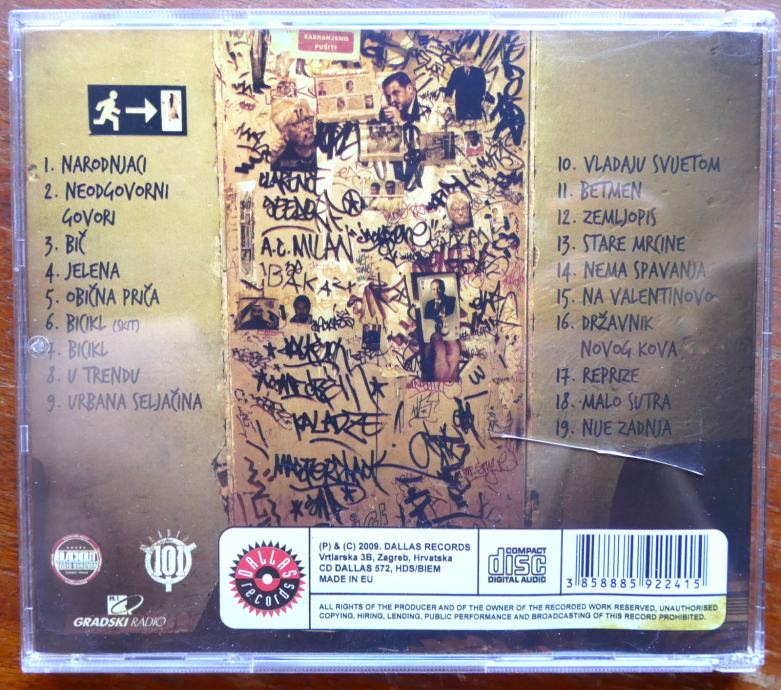 ZABRANJENO
PUŠITI
1. NARODNJACI
2. NEODGOVORNI
GOVORI
3. BIČ
4. JELENA
5. OBIČNA PRIČA
6. BICIKL (SKIT)
7. BICIKL
8. U TRENDU
9. URBANA SELJAČINA
CLARENCE
SEEDORF
A.C. MILAN
BAKA
KALADZE
10. VLADAJU SVIJETOM
11. BETMEN
12. ZEMLJOPIS
13. STARE MRCINE
14. NEMA SPAVANJA
15. NA VALENTINOVO
16. DRŽAVNIK
NOVOG KOVA
17. REPRIZE
18. MALO SUTRA
19. NIJE ZADNJA
101
GRADSKI RADIO
DALLAS
records
(P) & (C) 2009. DALLAS RECORDS
Vrtlarska 3B, Zagreb, Hrvatska
CD DALLAS 572, HDS/BIEM
MADE IN EU
COMPACT
disc
DIGITAL AUDIO
3 858885 922415
ALL RIGHTS OF THE PRODUCER AND OF THE OWNER OF THE RECORDED WORK RESERVED, UNAUTHORISED
COPYING, HIRING, LENDING, PUBLIC PERFORMANCE AND BROADCASTING OF THIS RECORD PROHIBITED.